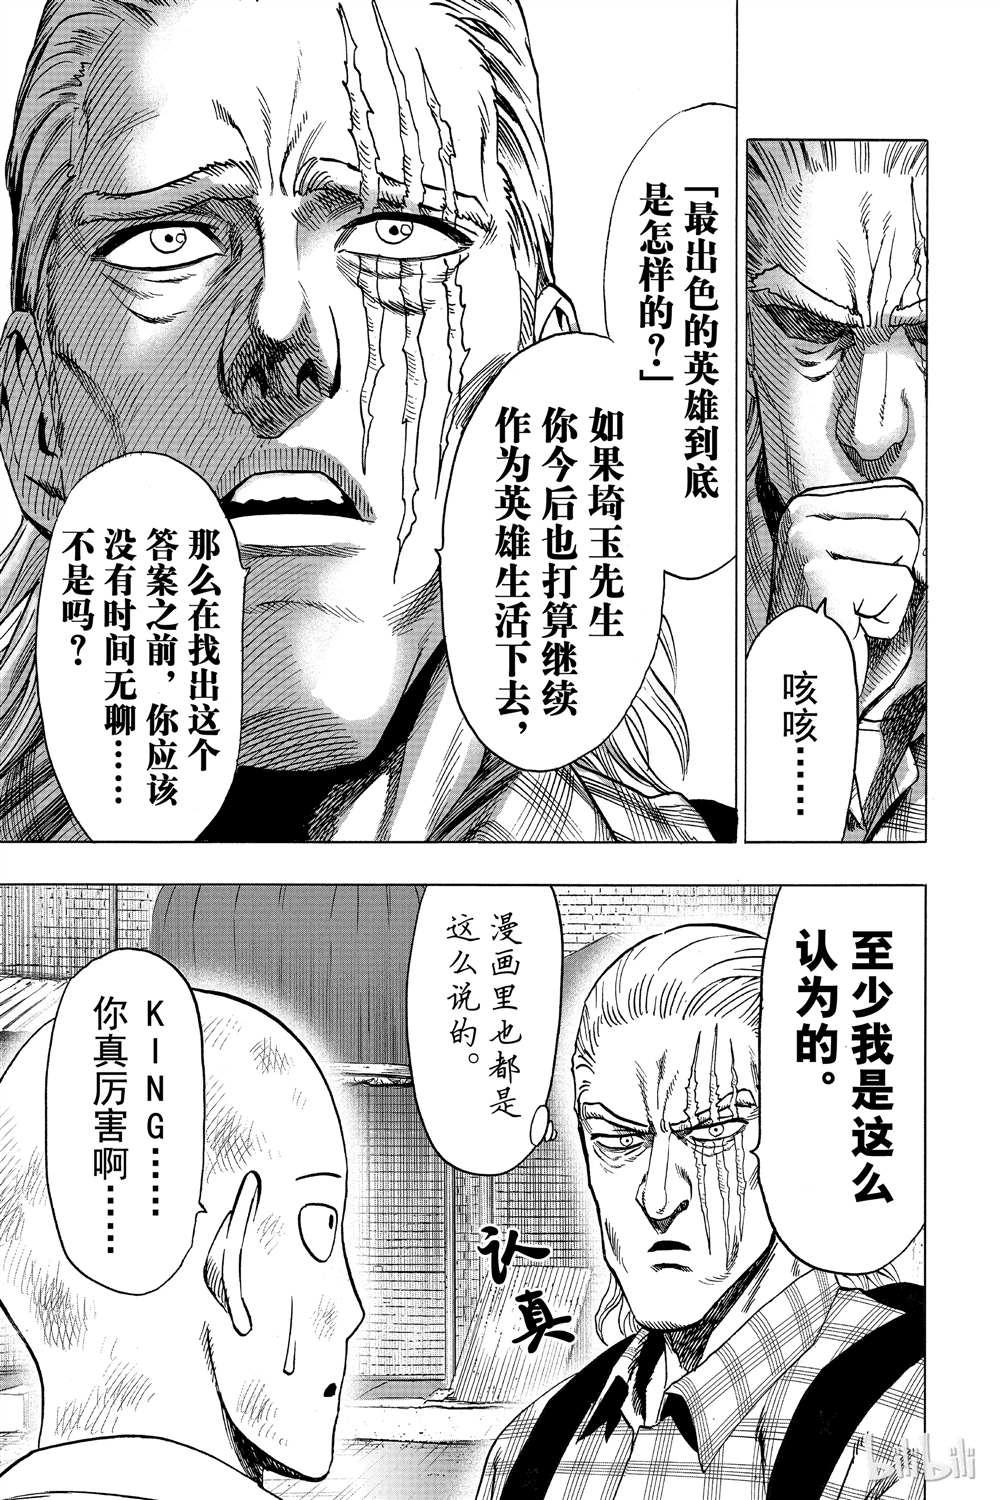 咳咳……
「最出色的英雄到底
是怎样的？」
如果埼玉先生
你今后也打算继续
作为英雄生活下去，
那么在找出这个
答案之前，你应该
没有时间无聊……
不是吗？
至少我是这么
认为的。
漫画里也都是
这么说的。
认真
KING……
你真厉害啊……
bilibili